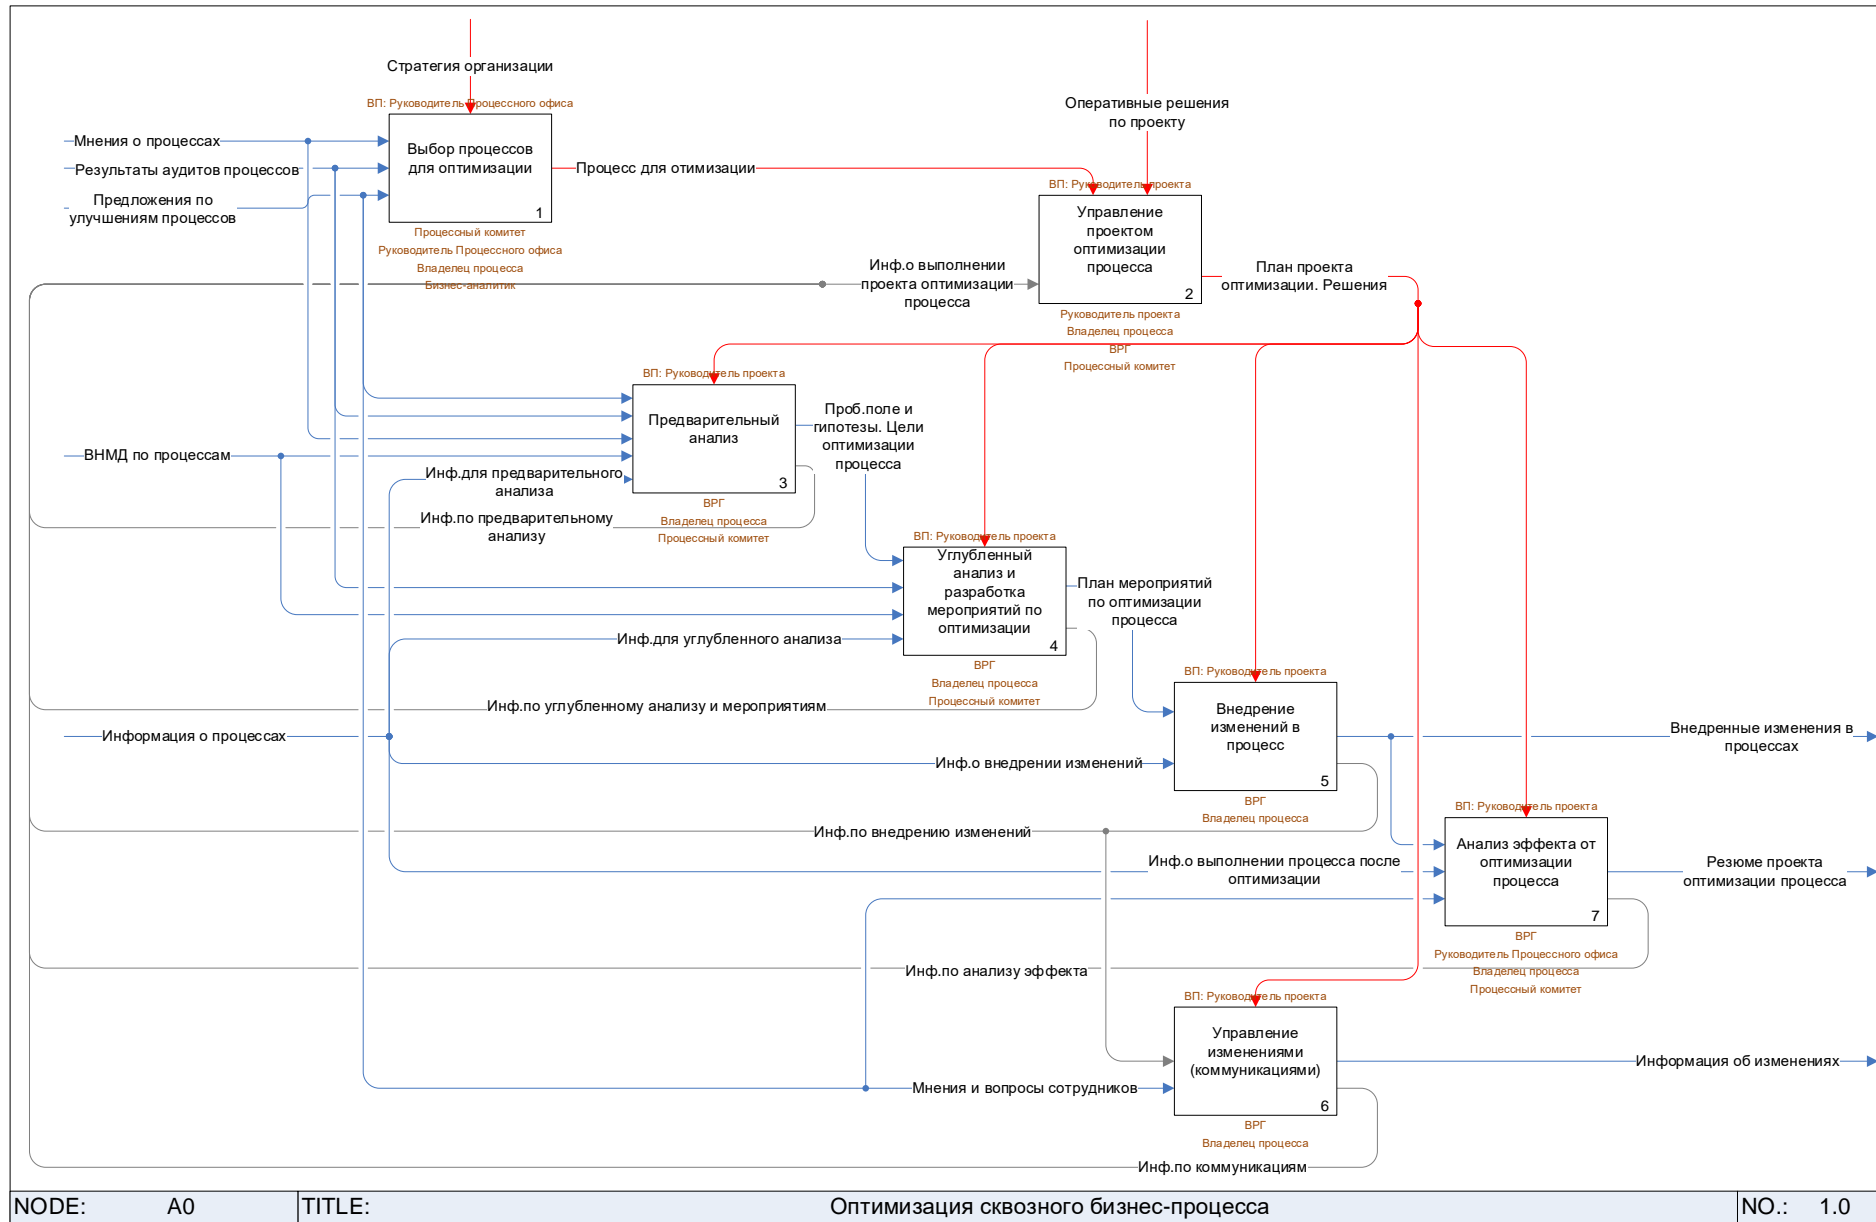 Стратегия организации
ВП: Руководитель Процессного офиса
Оперативные решения
по проекту
Мнения о процессах
Результаты аудитов процессов
Предложения по
улучшениям процессов
Выбор процессов
для оптимизации
1
Процесс для отимизации
Процессный комитет
Руководитель Процессного офиса
Владелец процесса
Бизнес-аналитик
ВП: Руководитель проекта
Управление
проектом
оптимизации
процесса
2
Инф.о выполнении
проекта оптимизации
процесса
План проекта
оптимизации. Решения
Руководитель проекта
Владелец процесса
ВРГ
Процессный комитет
ВП: Руководитель проекта
Предварительный
анализ
3
Проб.поле и
гипотезы. Цели
оптимизации
процесса
ВНМД по процессам
Инф.для предварительного
анализа
Инф.по предварительному
анализу
ВРГ
Владелец процесса
Процессный комитет
ВП: Руководитель проекта
Углубленный
анализ и
разработка
мероприятий по
оптимизации
4
План мероприятий
по оптимизации
процесса
Инф.для углубленного анализа
ВРГ
Владелец процесса
Процессный комитет
Инф.по углубленному анализу и мероприятиям
ВП: Руководитель проекта
Внедрение
изменений в
процесс
5
Информация о процессах
Внедренные изменения в
процессах
Инф.о внедрении изменений
ВРГ
Владелец процесса
Инф.по внедрению изменений
ВП: Руководитель проекта
Анализ эффекта от
оптимизации
процесса
7
Инф.о выполнении процесса после
оптимизации
Резюме проекта
оптимизации процесса
ВРГ
Руководитель Процессного офиса
Владелец процесса
Процессный комитет
Инф.по анализу эффекта
ВП: Руководитель проекта
Управление
изменениями
(коммуникациями)
6
Информация об изменениях
Мнения и вопросы сотрудников
ВРГ
Владелец процесса
Инф.по коммуникациям
NODE: A0 TITLE: Оптимизация сквозного бизнес-процесса NO.: 1.0